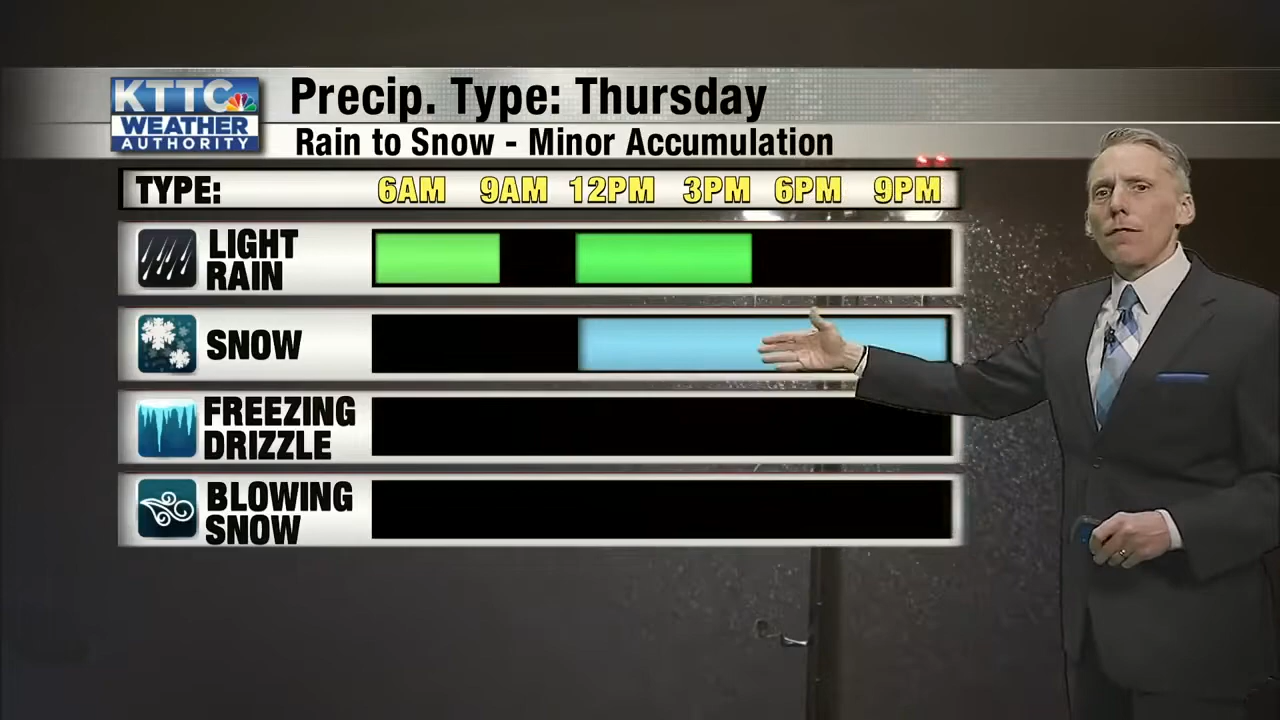 KTTC
WEATHER
AUTHORITY
Precip. Type: Thursday
Rain to Snow - Minor Accumulation
TYPE: 6AM 9AM 12PM 3PM 6PM 9PM
LIGHT
RAIN
SNOW
FREEZING
DRIZZLE
BLOWING
SNOW